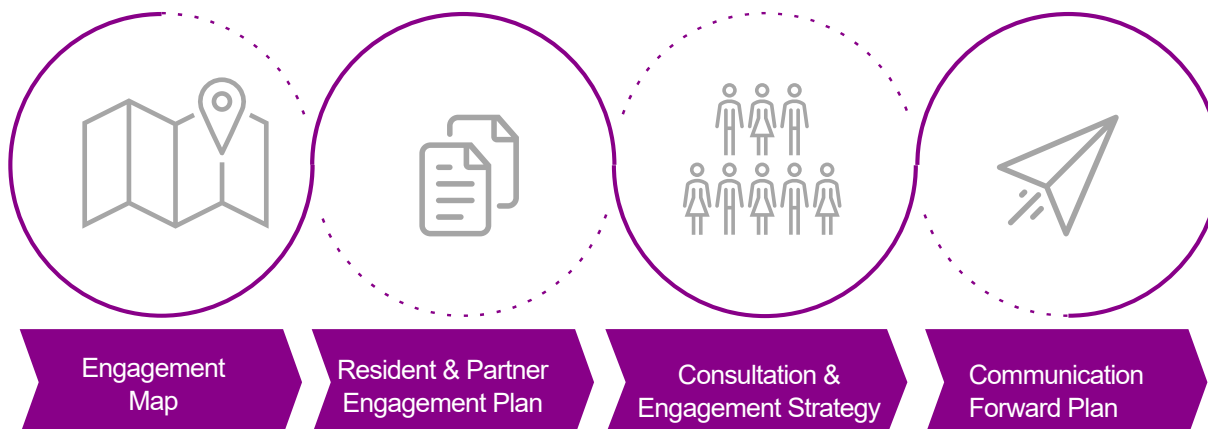 Engagement
Map
Resident & Partner
Engagement Plan
Consultation &
Engagement Strategy
Communication
Forward Plan